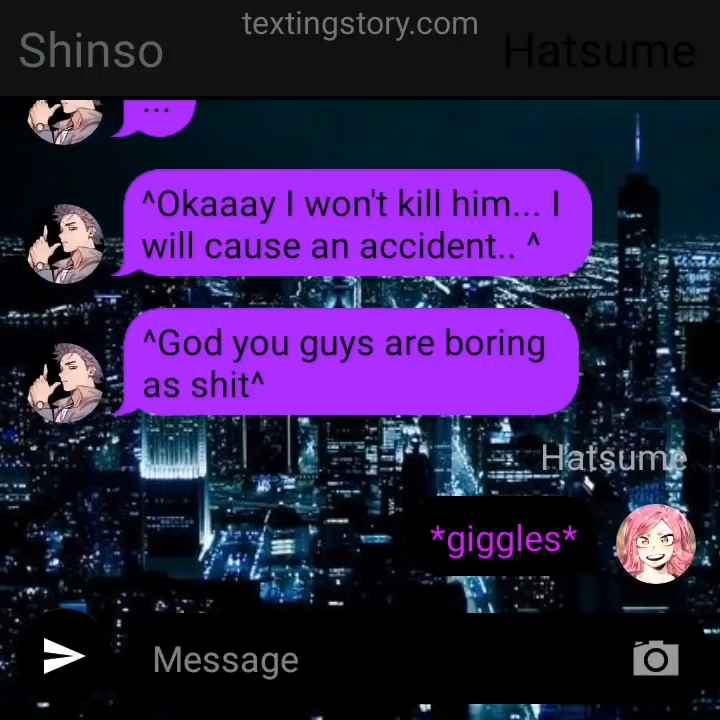 textingstory.com
Shinso
Hatsume
...
^Okaaay I won't kill him... I
will cause an accident.. ^
^God you guys are boring
as shit^
Hatsume
*giggles*
Message